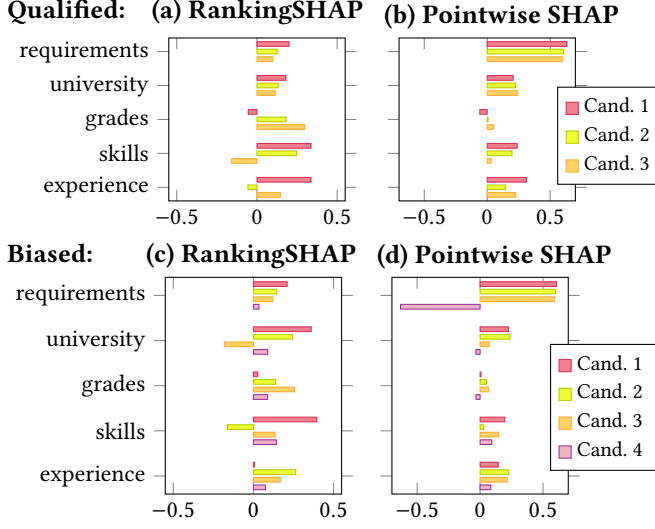 Qualified: (a) RankingSHAP (b) Pointwise SHAP
requirements
university
grades
skills
experience
Cand. 1
Cand. 2
Cand. 3
−0.5 0 0.5 0 0.5
Biased: (c) RankingSHAP (d) Pointwise SHAP
requirements
university
grades
skills
experience
Cand. 1
Cand. 2
Cand. 3
Cand. 4
−0.5 0 0.5 −0.5 0 0.5